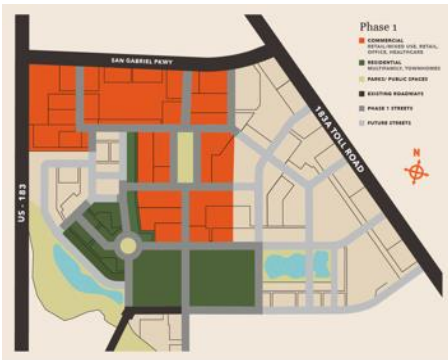 Phase 1
COMMERCIAL
RETAIL/MIXED USE, RETAIL,
OFFICE, HEALTHCARE
RESIDENTIAL
MULTIFAMILY, TOWNHOMES
PARKS/ PUBLIC SPACES
EXISTING ROADWAYS
PHASE 1 STREETS
FUTURE STREETS
N
SAN GABRIEL PKWY
183A TOLL ROAD
US - 183